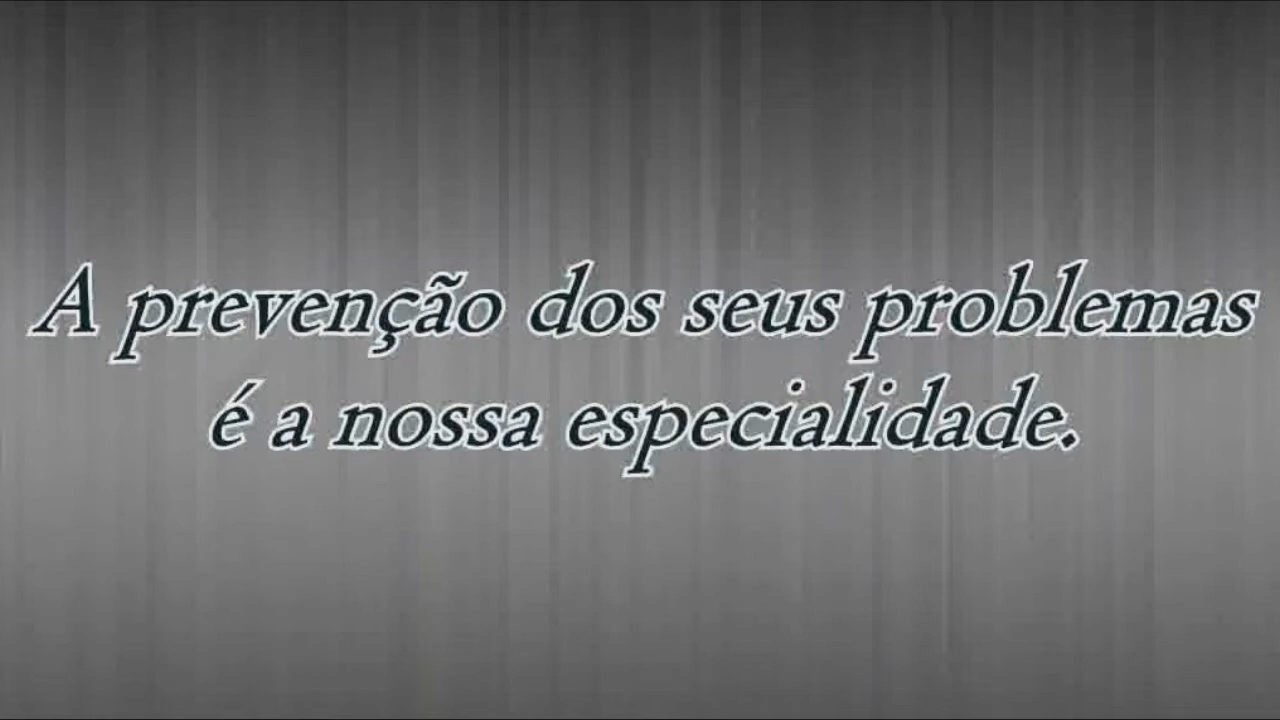 A prevenção dos seus problemas
é a nossa especialidade.